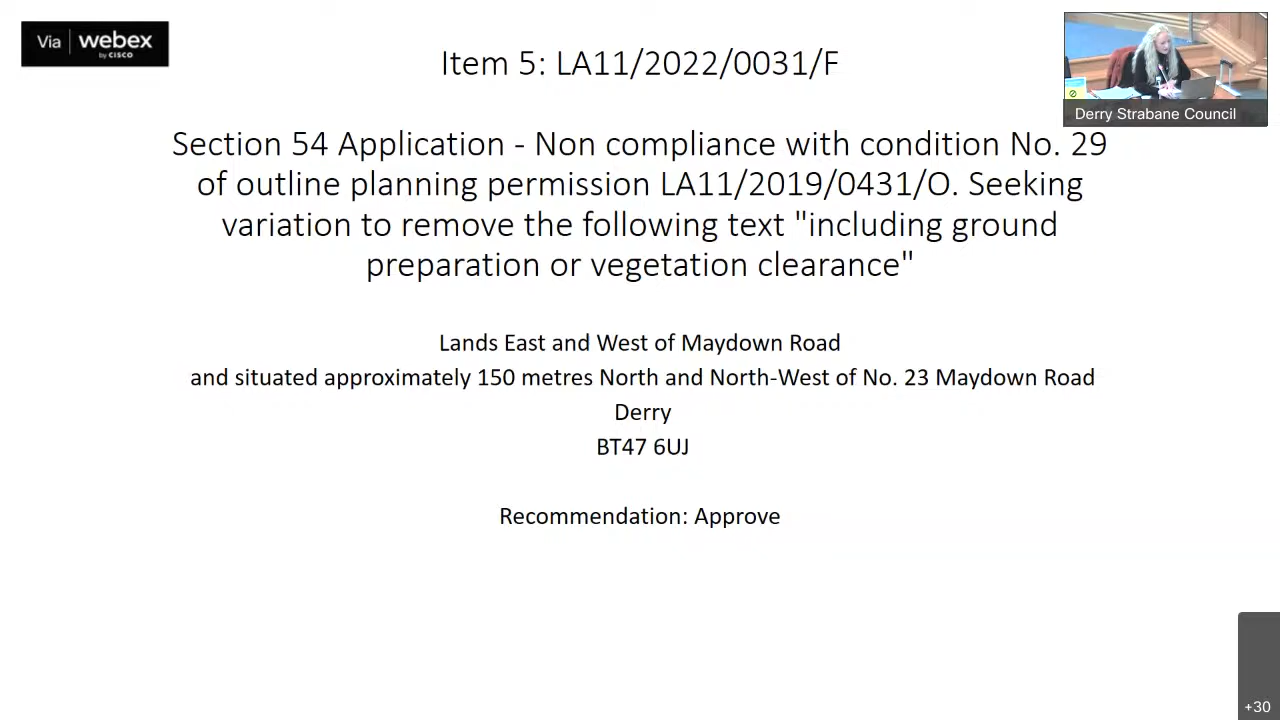 Via webex
by CISCO
Item 5: LA11/2022/0031/F
Derry Strabane Council
Section 54 Application - Non compliance with condition No. 29
of outline planning permission LA11/2019/0431/O. Seeking
variation to remove the following text "including ground
preparation or vegetation clearance"
Lands East and West of Maydown Road
and situated approximately 150 metres North and North-West of No. 23 Maydown Road
Derry
BT47 6UJ
Recommendation: Approve
+30